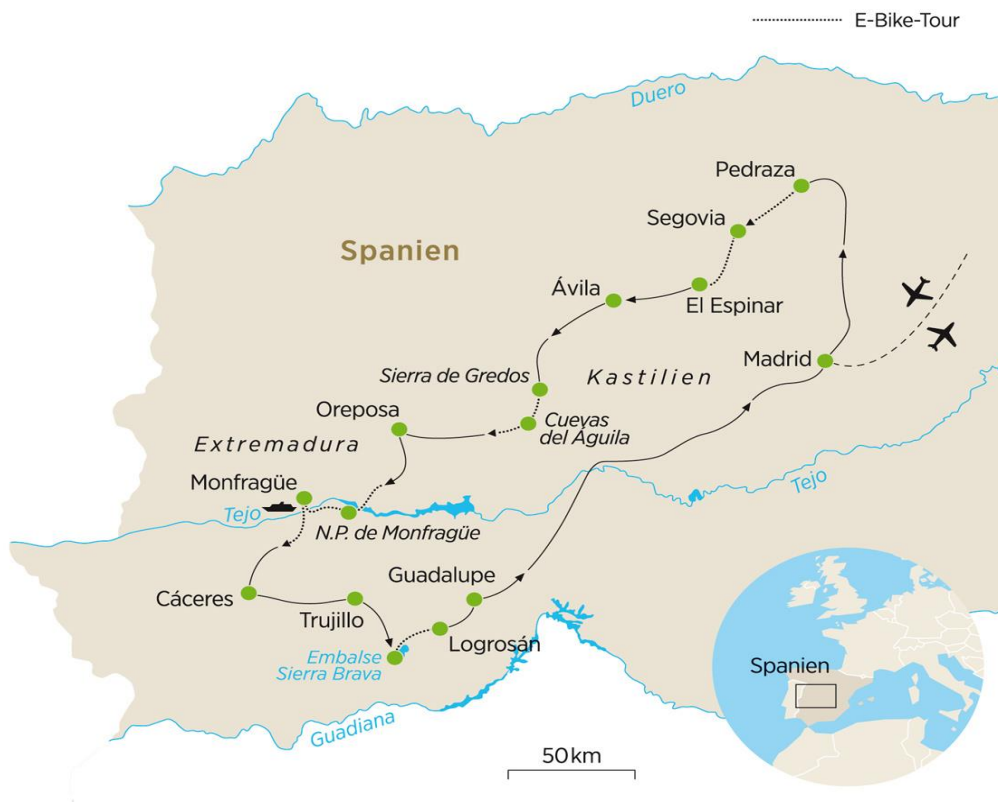 E-Bike-Tour
Duero
Pedraza
Segovia
Spanien
Ávila
El Espinar
Madrid
Sierra de Gredos
Kastilien
Oreposa
Cuevas
del Águila
Extremadura
Monfragüe
Tejo
Tejo
N.P. de Monfragüe
Guadalupe
Cáceres
Trujillo
Logrosán
Embalse
Sierra Brava
Spanien
Guadiana
50 km